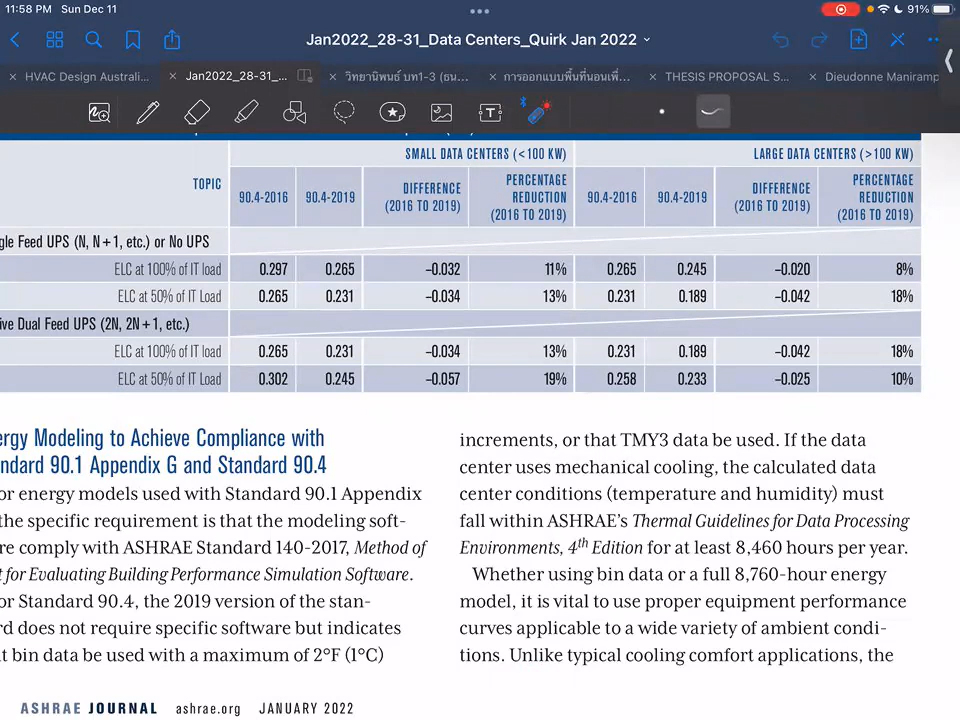 11:58 PM Sun Dec 11
91%
Jan2022_28-31_Data Centers_Quirk Jan 2022
HVAC Design Australi...
Jan2022_28-31_...
วิทยานิพนธ์ บท1-3 (ธน...
การออกแบบพื้นที่นอนเพื่...
THESIS PROPOSAL S...
Dieudonne Maniramp
SMALL DATA CENTERS (<100 KW) LARGE DATA CENTERS (>100 KW)
TOPIC 90.4-2016 90.4-2019 DIFFERENCE (2016 TO 2019) PERCENTAGE REDUCTION (2016 TO 2019) 90.4-2016 90.4-2019 DIFFERENCE (2016 TO 2019) PERCENTAGE REDUCTION (2016 TO 2019)
gle Feed UPS (N, N+1, etc.) or No UPS
ELC at 100% of IT load 0.297 0.265 –0.032 11% 0.265 0.245 –0.020 8%
ELC at 50% of IT Load 0.265 0.231 –0.034 13% 0.231 0.189 –0.042 18%
ive Dual Feed UPS (2N, 2N+1, etc.)
ELC at 100% of IT load 0.265 0.231 –0.034 13% 0.231 0.189 –0.042 18%
ELC at 50% of IT Load 0.302 0.245 –0.057 19% 0.258 0.233 –0.025 10%
ergy Modeling to Achieve Compliance with
ndard 90.1 Appendix G and Standard 90.4
or energy models used with Standard 90.1 Appendix
the specific requirement is that the modeling soft-
re comply with ASHRAE Standard 140-2017, Method of
t for Evaluating Building Performance Simulation Software.
or Standard 90.4, the 2019 version of the stan-
rd does not require specific software but indicates
t bin data be used with a maximum of 2°F (1°C)
increments, or that TMY3 data be used. If the data
center uses mechanical cooling, the calculated data
center conditions (temperature and humidity) must
fall within ASHRAE's Thermal Guidelines for Data Processing
Environments, 4th Edition for at least 8,460 hours per year.
Whether using bin data or a full 8,760-hour energy
model, it is vital to use proper equipment performance
curves applicable to a wide variety of ambient condi-
tions. Unlike typical cooling comfort applications, the
ASHRAE JOURNAL ashrae.org JANUARY 2022